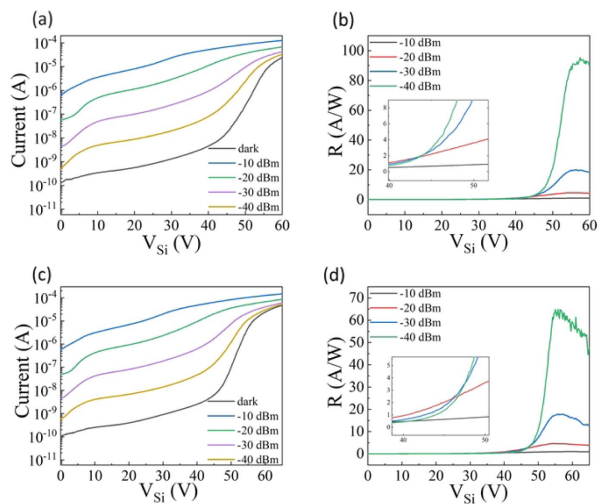 (a)
Current (A)
10⁻⁴
10⁻⁵
10⁻⁶
10⁻⁷
10⁻⁸
10⁻⁹
10⁻¹⁰
10⁻¹¹
dark
-10 dBm
-20 dBm
-30 dBm
-40 dBm
0 10 20 30 40 50 60
V_Si (V)
(b)
R (A/W)
100
80
60
40
20
0
-10 dBm
-20 dBm
-30 dBm
-40 dBm
8
6
4
2
0
40 45 50
0 10 20 30 40 50 60
V_Si (V)
(c)
Current (A)
10⁻³
10⁻⁴
10⁻⁵
10⁻⁶
10⁻⁷
10⁻⁸
10⁻⁹
10⁻¹⁰
10⁻¹¹
dark
-10 dBm
-20 dBm
-30 dBm
-40 dBm
0 10 20 30 40 50 60
V_Si (V)
(d)
R (A/W)
70
60
50
40
30
20
10
0
-10 dBm
-20 dBm
-30 dBm
-40 dBm
5
4
3
2
1
0
40 45 50
0 10 20 30 40 50 60
V_Si (V)